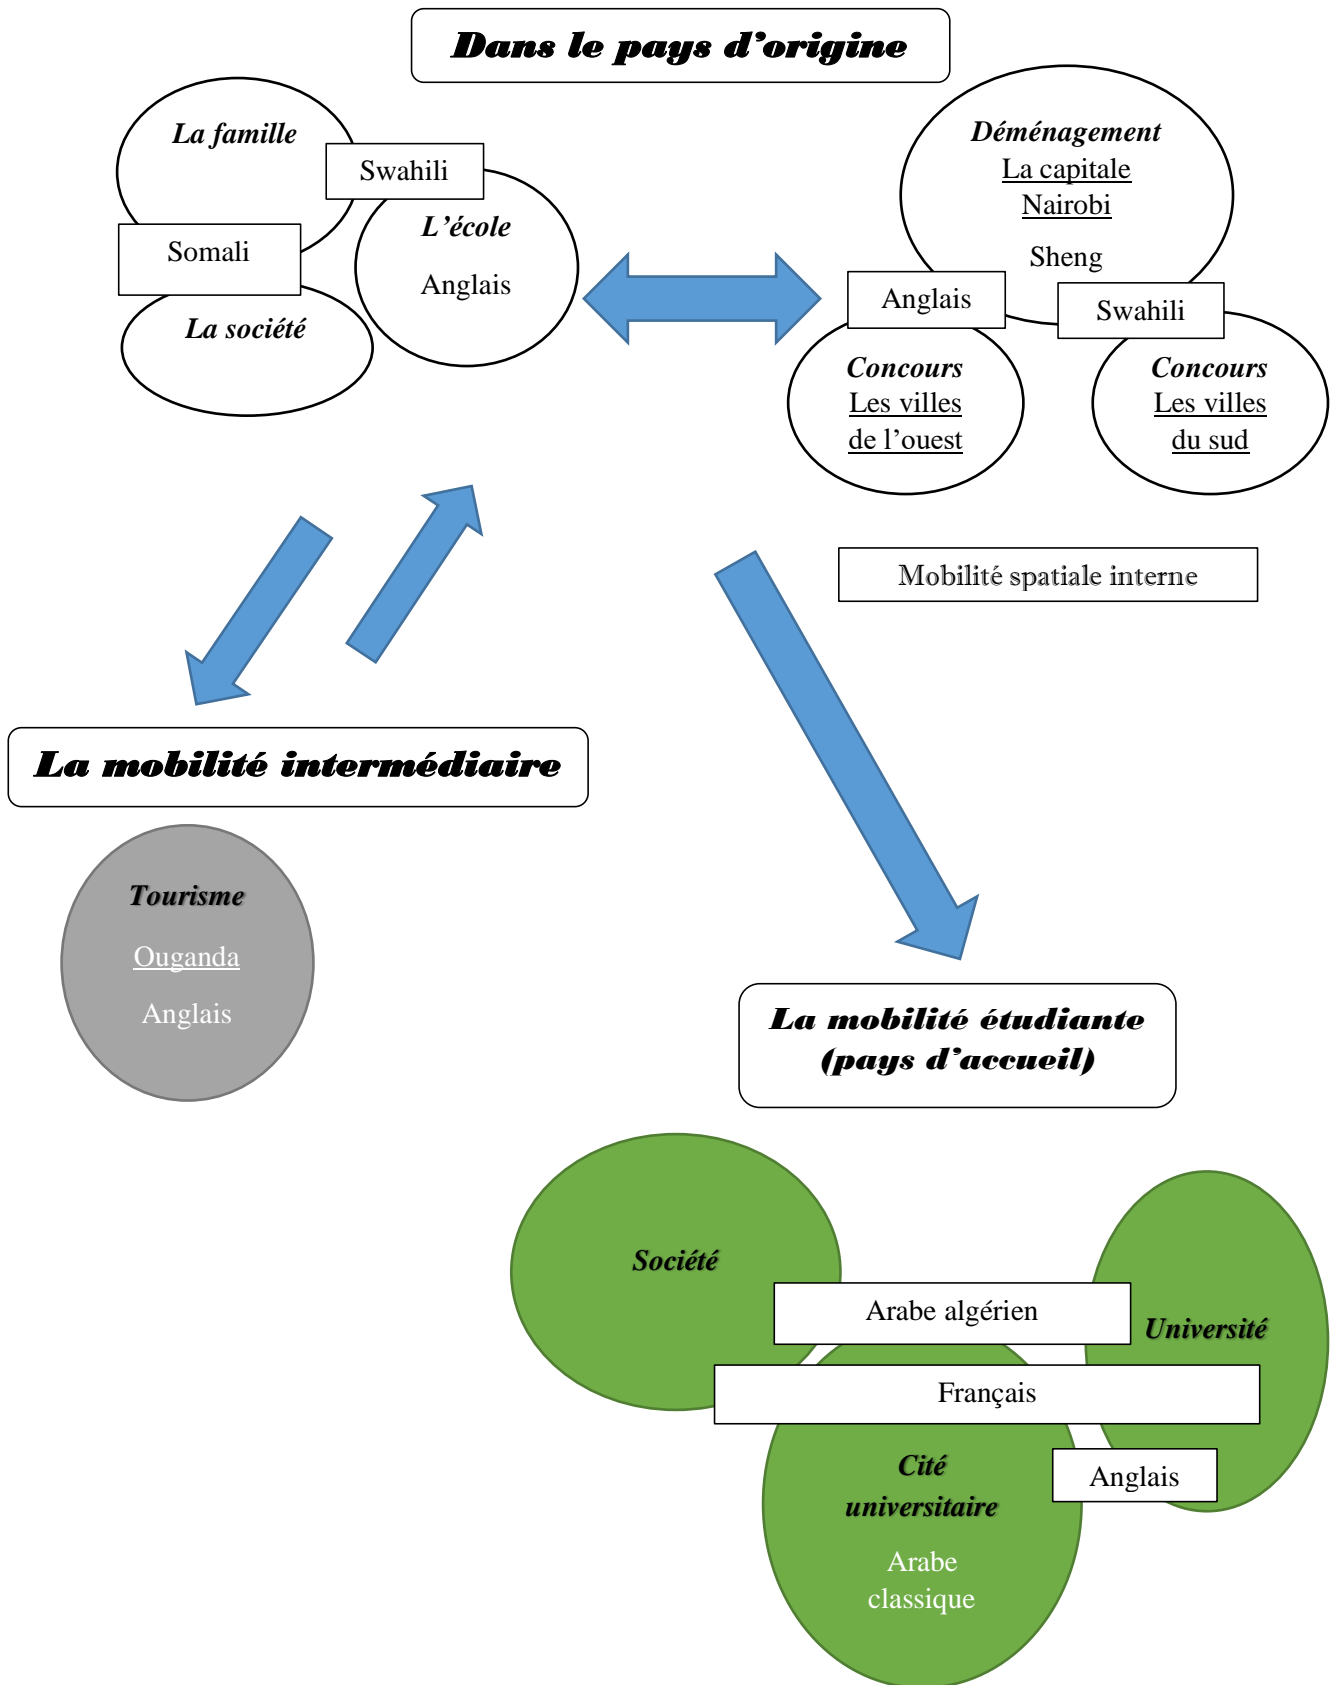 Dans le pays d’origine
La famille
Swahili
L’école
Anglais
Somali
La société
Déménagement
La capitale
Nairobi
Sheng
Anglais
Swahili
Concours
Les villes
de l’ouest
Concours
Les villes
du sud
Mobilité spatiale interne
La mobilité intermédiaire
Tourisme
Ouganda
Anglais
La mobilité étudiante
(pays d’accueil)
Société
Arabe algérien
Université
Français
Cité
universitaire
Anglais
Arabe
classique